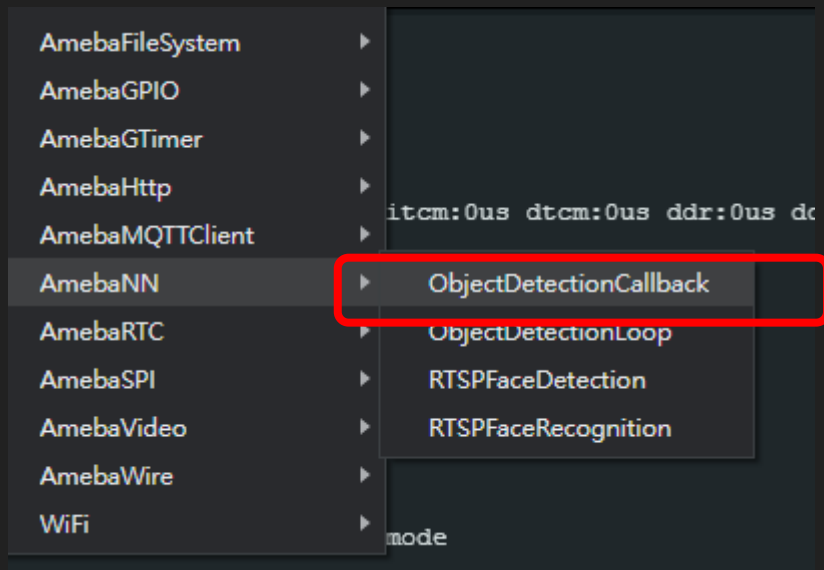 AmebaFileSystem
AmebaGPIO
AmebaGTimer
AmebaHttp
itcm:0us dtcm:0us ddr:0us
AmebaMQTTClient
AmebaNN
ObjectDetectionCallback
AmebaRTC
ObjectDetectionLoop
AmebaSPI
RTSPFaceDetection
AmebaVideo
RTSPFaceRecognition
AmebaWire
WiFi
mode